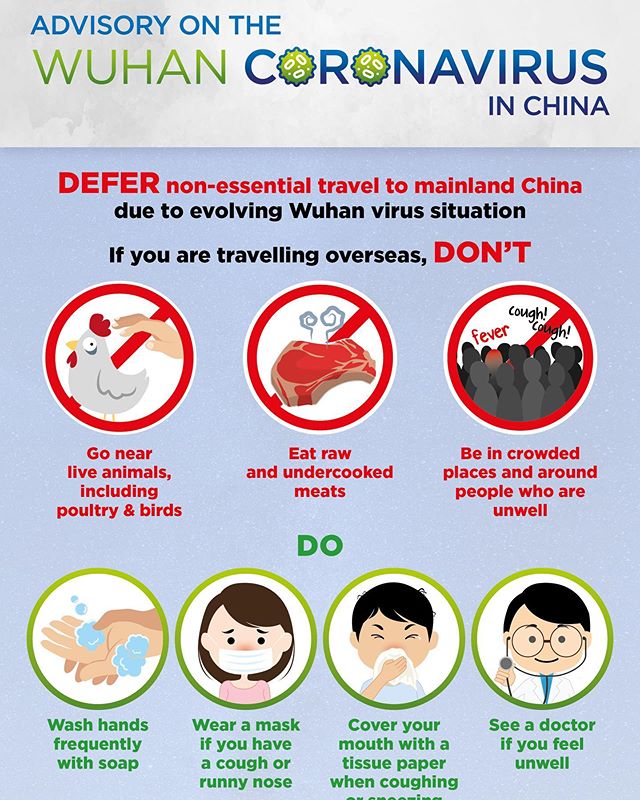 ADVISORY ON THE
WUHAN CORONAVIRUS
IN CHINA
DEFER non-essential travel to mainland China
due to evolving Wuhan virus situation
If you are travelling overseas, DON'T
fever
cough!
cough!
Go near
live animals,
including
poultry & birds
Eat raw
and undercooked
meats
Be in crowded
places and around
people who are
unwell
DO
Wash hands
frequently
with soap
Wear a mask
if you have
a cough or
runny nose
Cover your
mouth with a
tissue paper
when coughing
or sneezing
See a doctor
if you feel
unwell